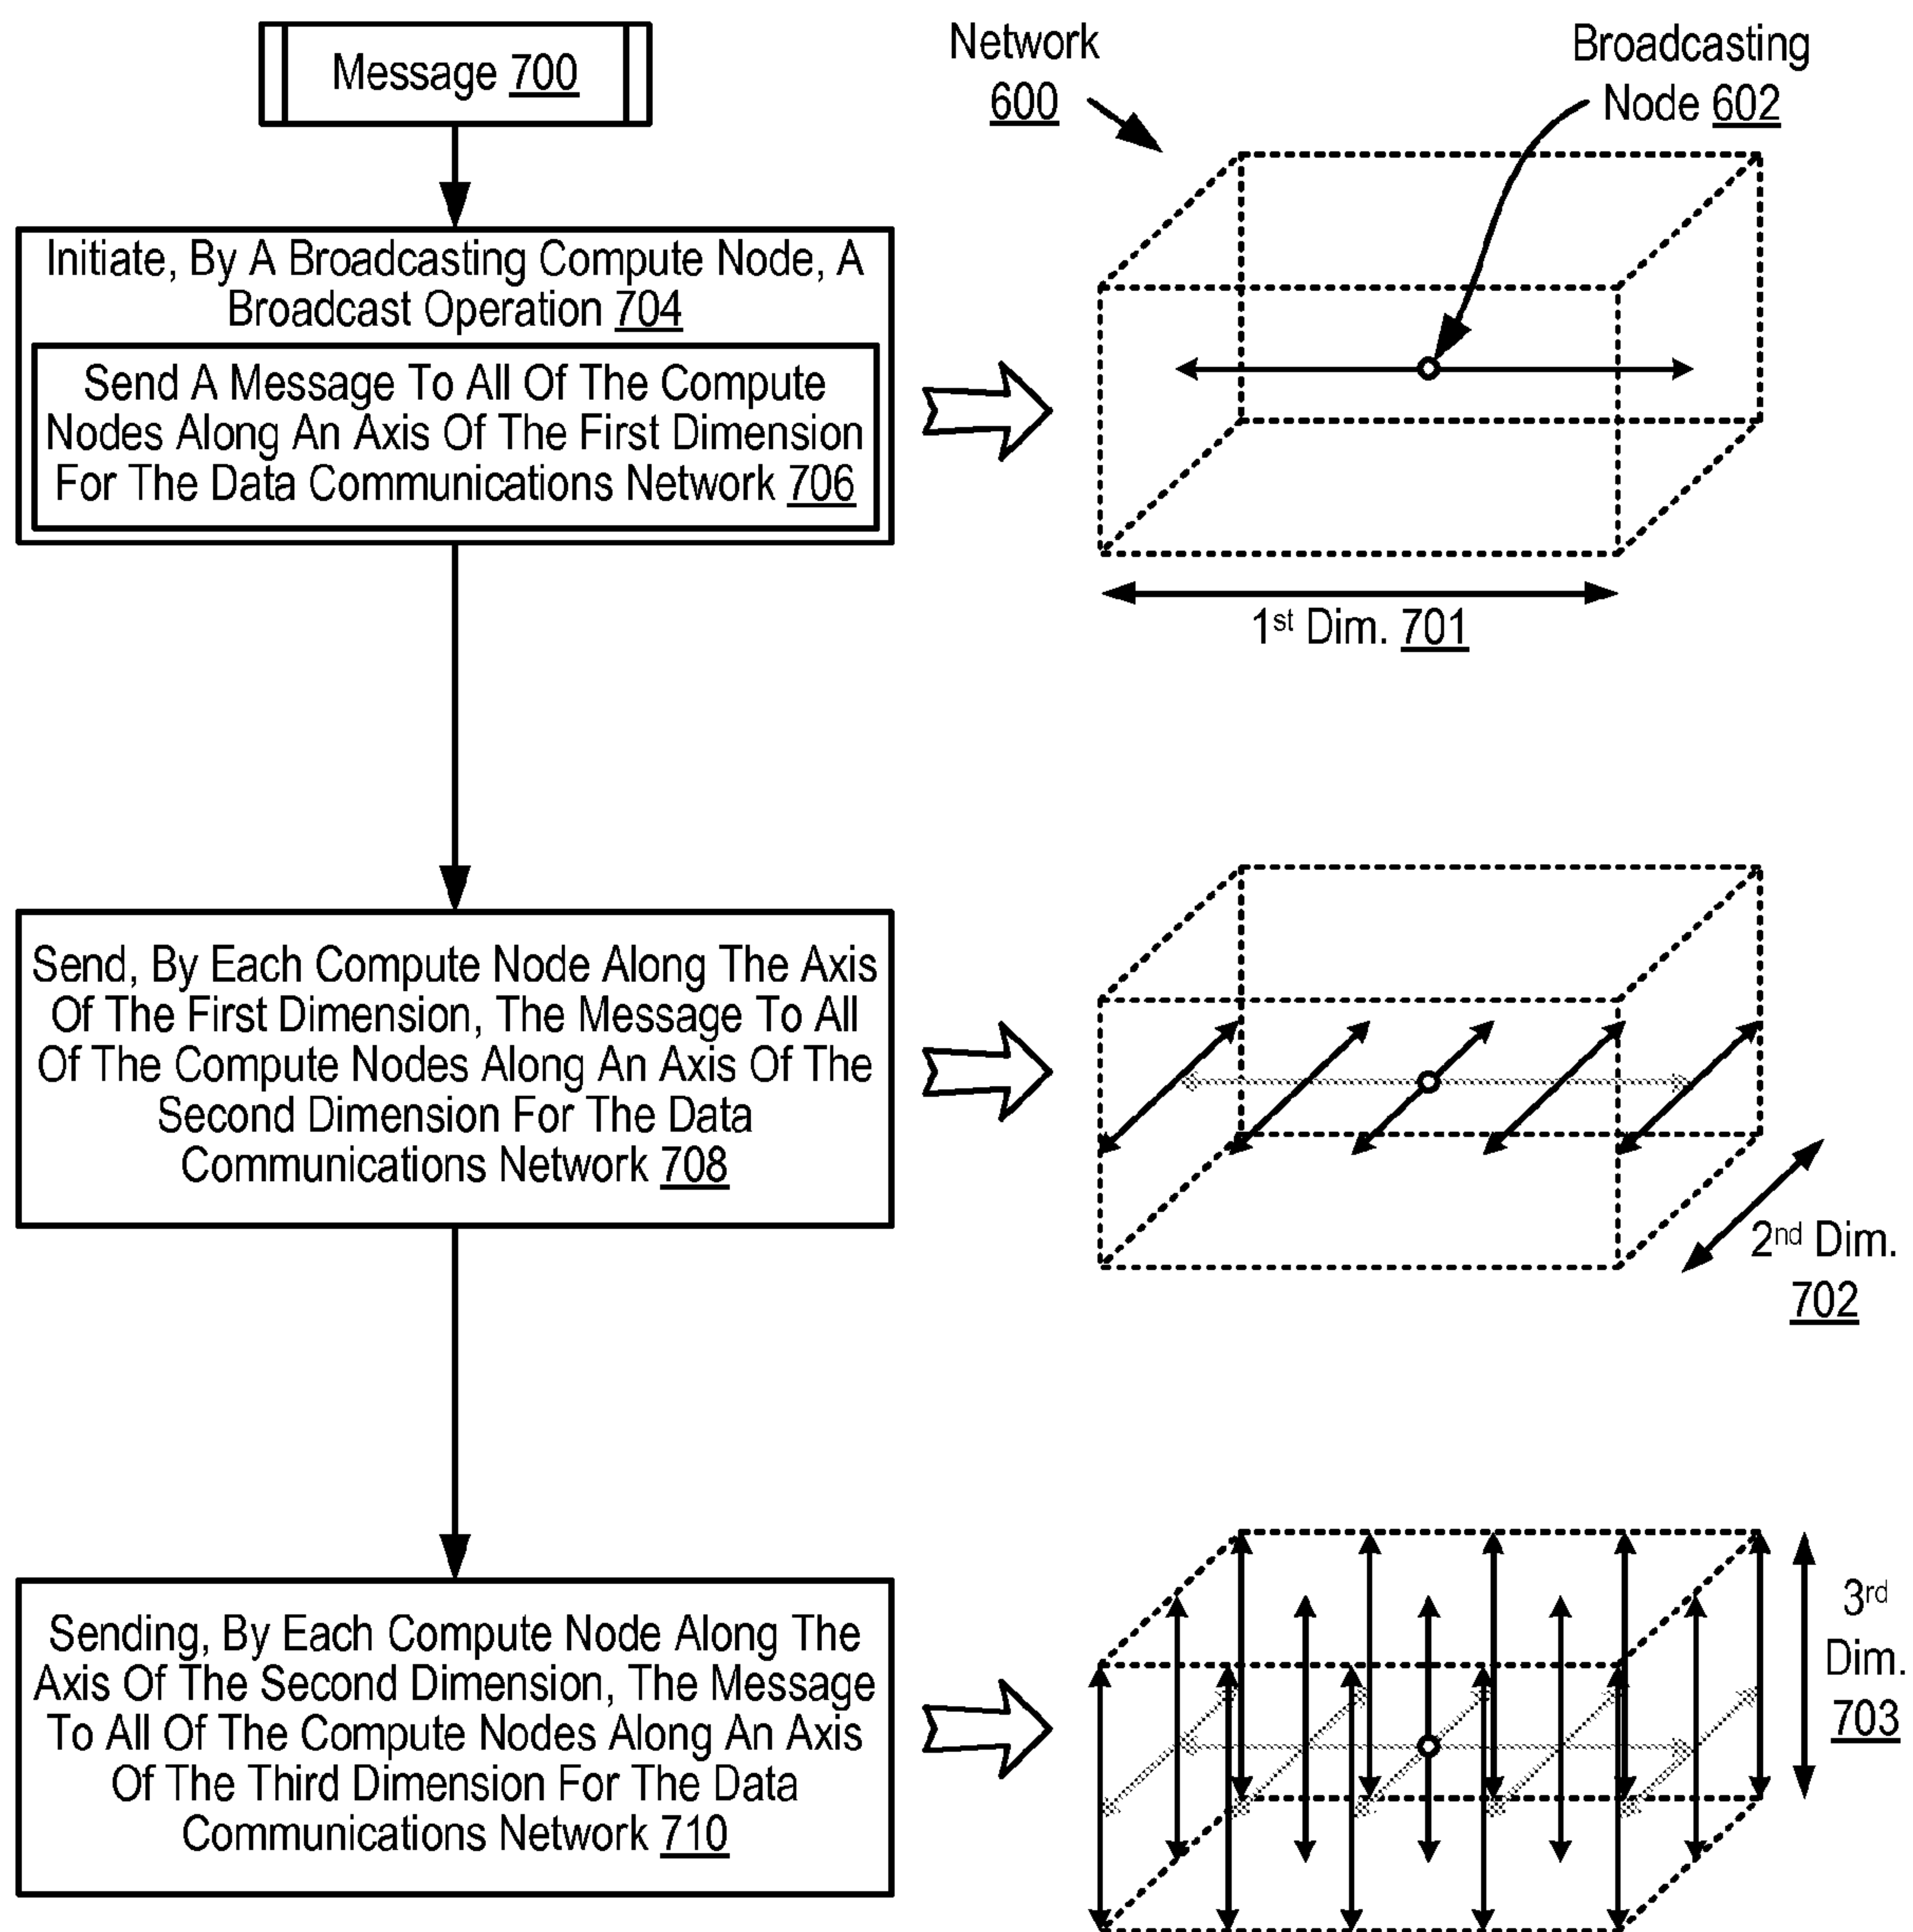 Message 700
Network
600
Broadcasting
Node 602
Initiate, By A Broadcasting Compute Node, A
Broadcast Operation 704
Send A Message To All Of The Compute
Nodes Along An Axis Of The First Dimension
For The Data Communications Network 706
1st Dim. 701
Send, By Each Compute Node Along The Axis
Of The First Dimension, The Message To All
Of The Compute Nodes Along An Axis Of The
Second Dimension For The Data
Communications Network 708
2nd Dim.
702
Sending, By Each Compute Node Along The
Axis Of The Second Dimension, The Message
To All Of The Compute Nodes Along An Axis
Of The Third Dimension For The Data
Communications Network 710
3rd
Dim.
703